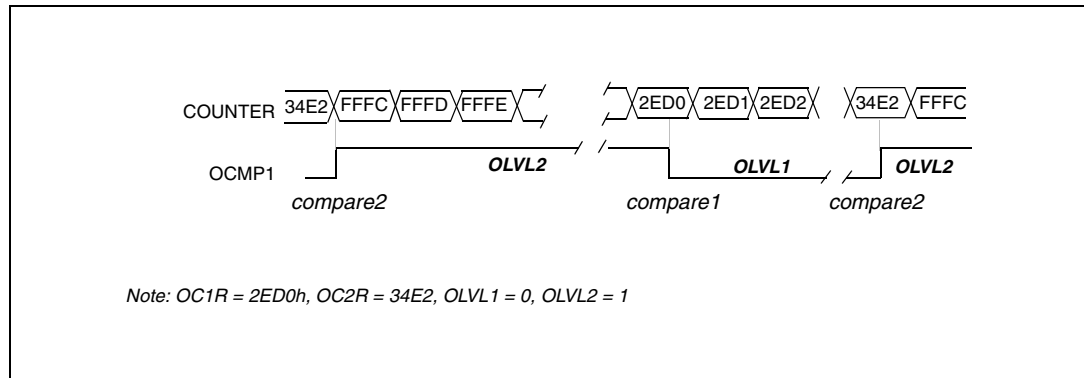 COUNTER 34E2 FFFC FFFD FFFE 2ED0 2ED1 2ED2 34E2 FFFC
OCMP1 OLVL2 OLVL1 OLVL2
compare2 compare1 compare2
Note: OC1R = 2ED0h, OC2R = 34E2, OLVL1 = 0, OLVL2 = 1